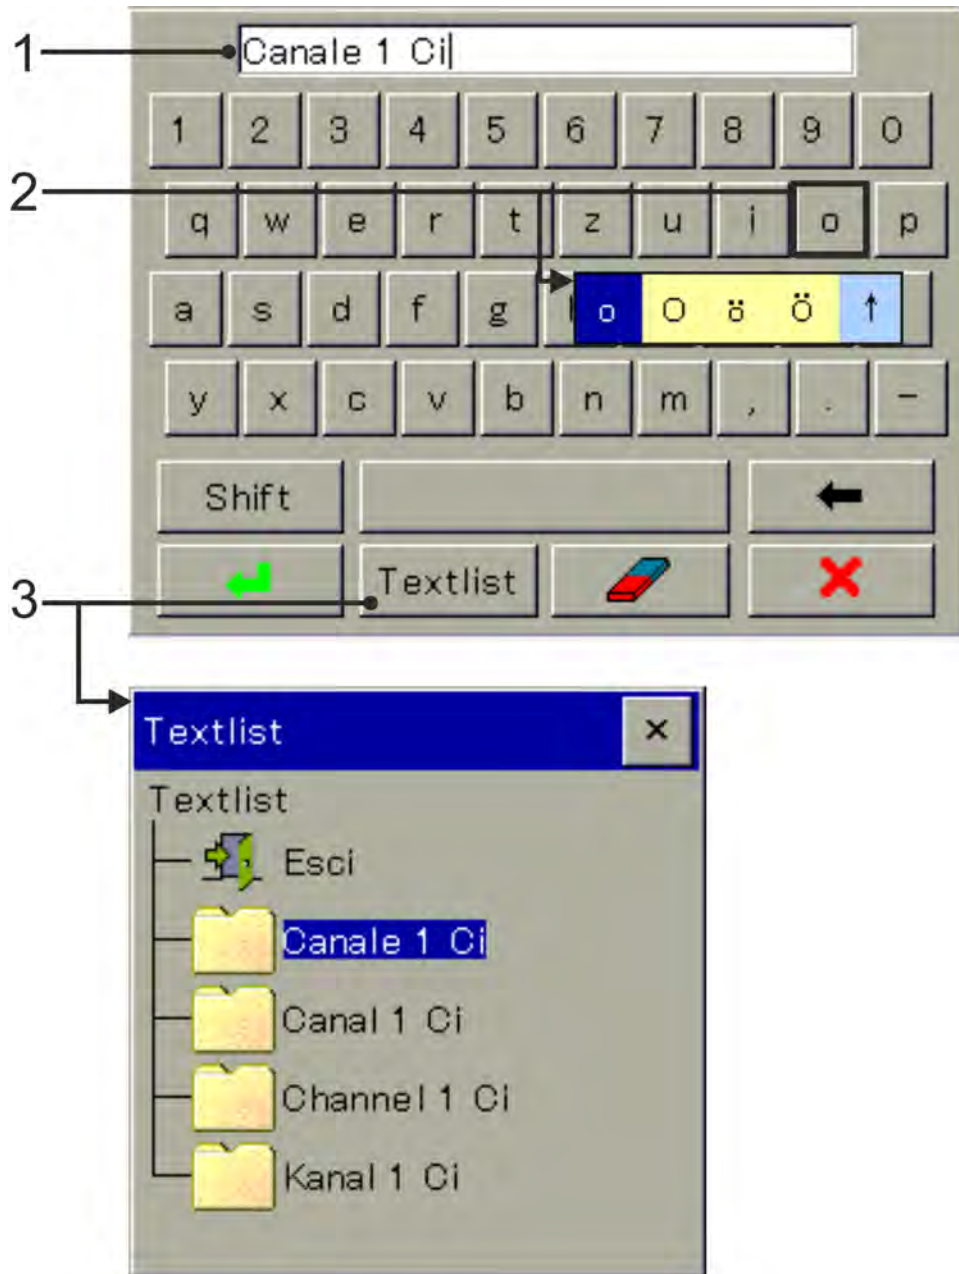 1
Canale 1 Ci
1 2 3 4 5 6 7 8 9 0
2
q w e r t z u i o p
a s d f g o O ö Ö ↑
y x c v b n m , . -
Shift
Textlist
3
Textlist
Textlist
Esci
Canale 1 Ci
Canal 1 Ci
Channel 1 Ci
Kanal 1 Ci